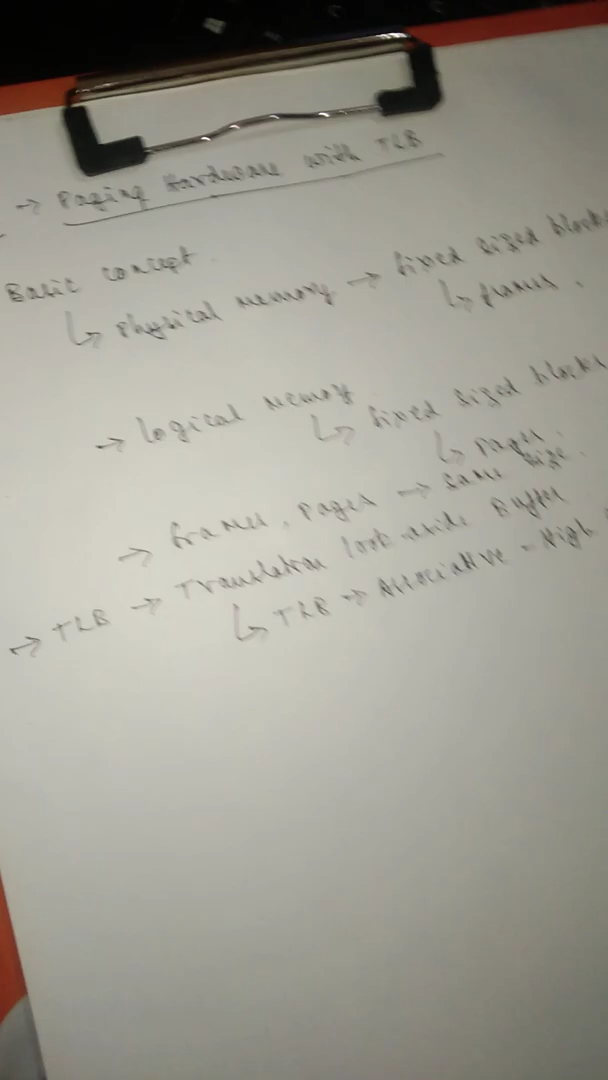 → Paging Hardware with TLB
Basic concept
↳ physical memory → fixed sized blocks
↳ frames.
→ logical memory
↳ fixed sized blocks
↳ pages.
→ frames, pages → same size.
→ TLB → Translation look aside Buffer
↳ TLB → Associative - High